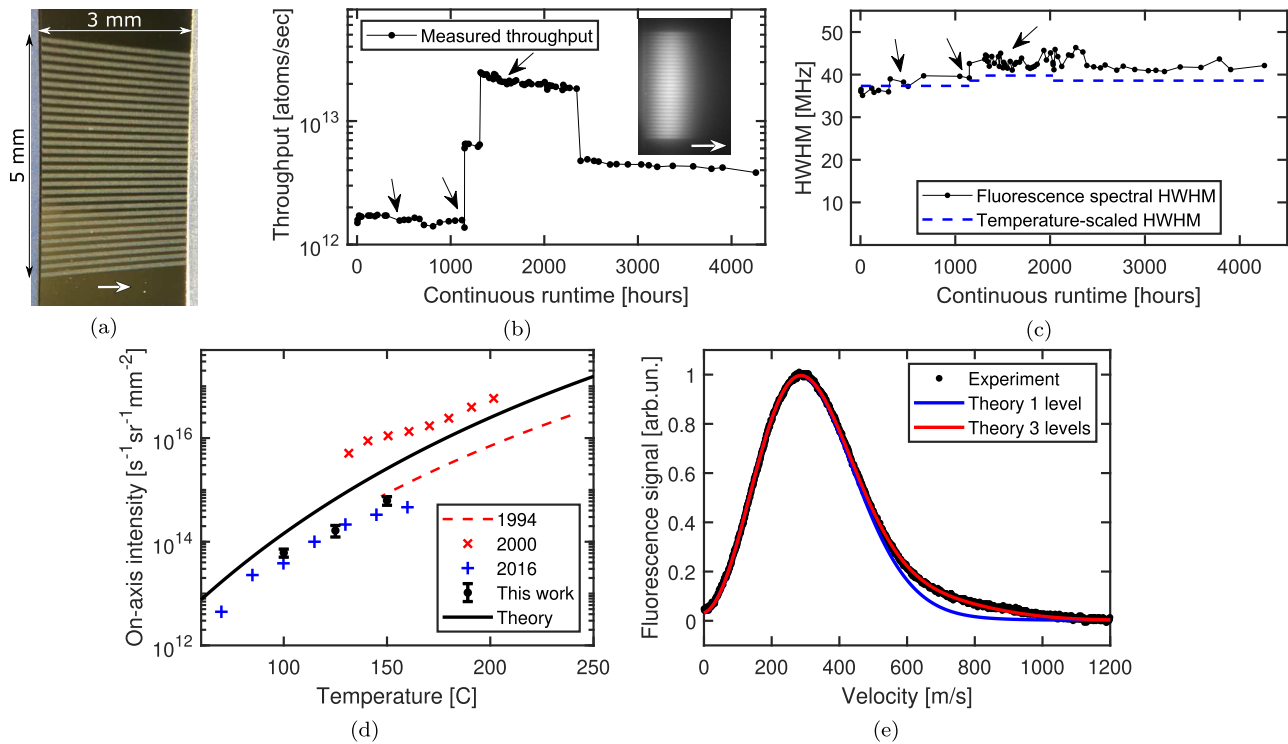 3 mm
5 mm
(a)
Throughput [atoms/sec]
10^12
10^13
Measured throughput
0
1000
2000
3000
4000
Continuous runtime [hours]
(b)
HWHM [MHz]
10
20
30
40
50
Fluorescence spectral HWHM
Temperature-scaled HWHM
0
1000
2000
3000
4000
Continuous runtime [hours]
(c)
On-axis intensity [s^-1 sr^-1 mm^-2]
10^12
10^14
10^16
1994
2000
2016
This work
Theory
100
150
200
250
Temperature [C]
(d)
Fluorescence signal [arb.un.]
0
0.2
0.4
0.6
0.8
1
Experiment
Theory 1 level
Theory 3 levels
0
200
400
600
800
1000
1200
Velocity [m/s]
(e)